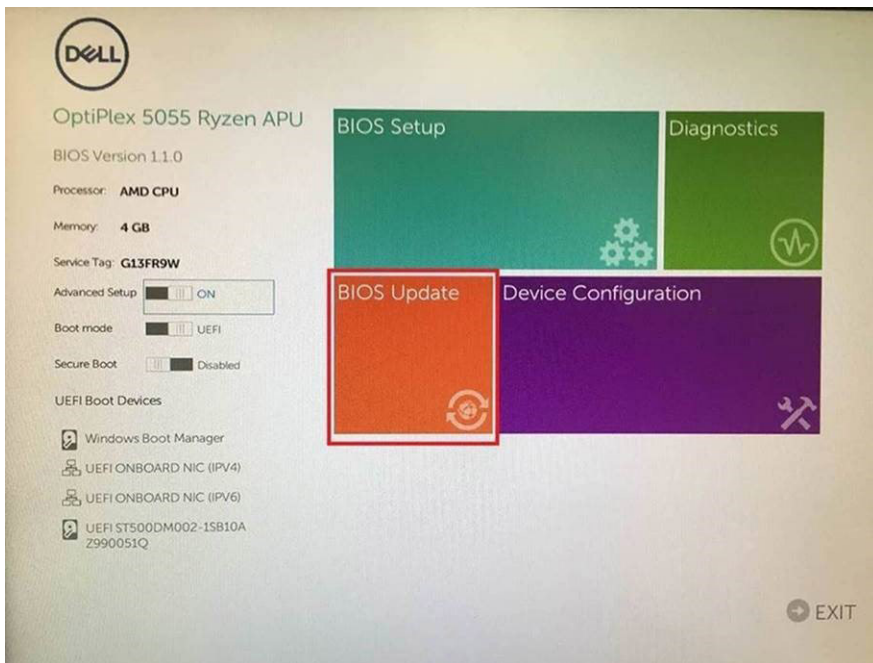 DELL
OptiPlex 5055 Ryzen APU
BIOS Version 1.1.0
Processor: AMD CPU
Memory: 4 GB
Service Tag: G13FR9W
Advanced Setup ON
Boot mode UEFI
Secure Boot Disabled
UEFI Boot Devices
Windows Boot Manager
UEFI ONBOARD NIC (IPV4)
UEFI ONBOARD NIC (IPV6)
UEFI ST500DM002-1SB10A
Z990051Q
BIOS Setup
Diagnostics
BIOS Update
Device Configuration
EXIT